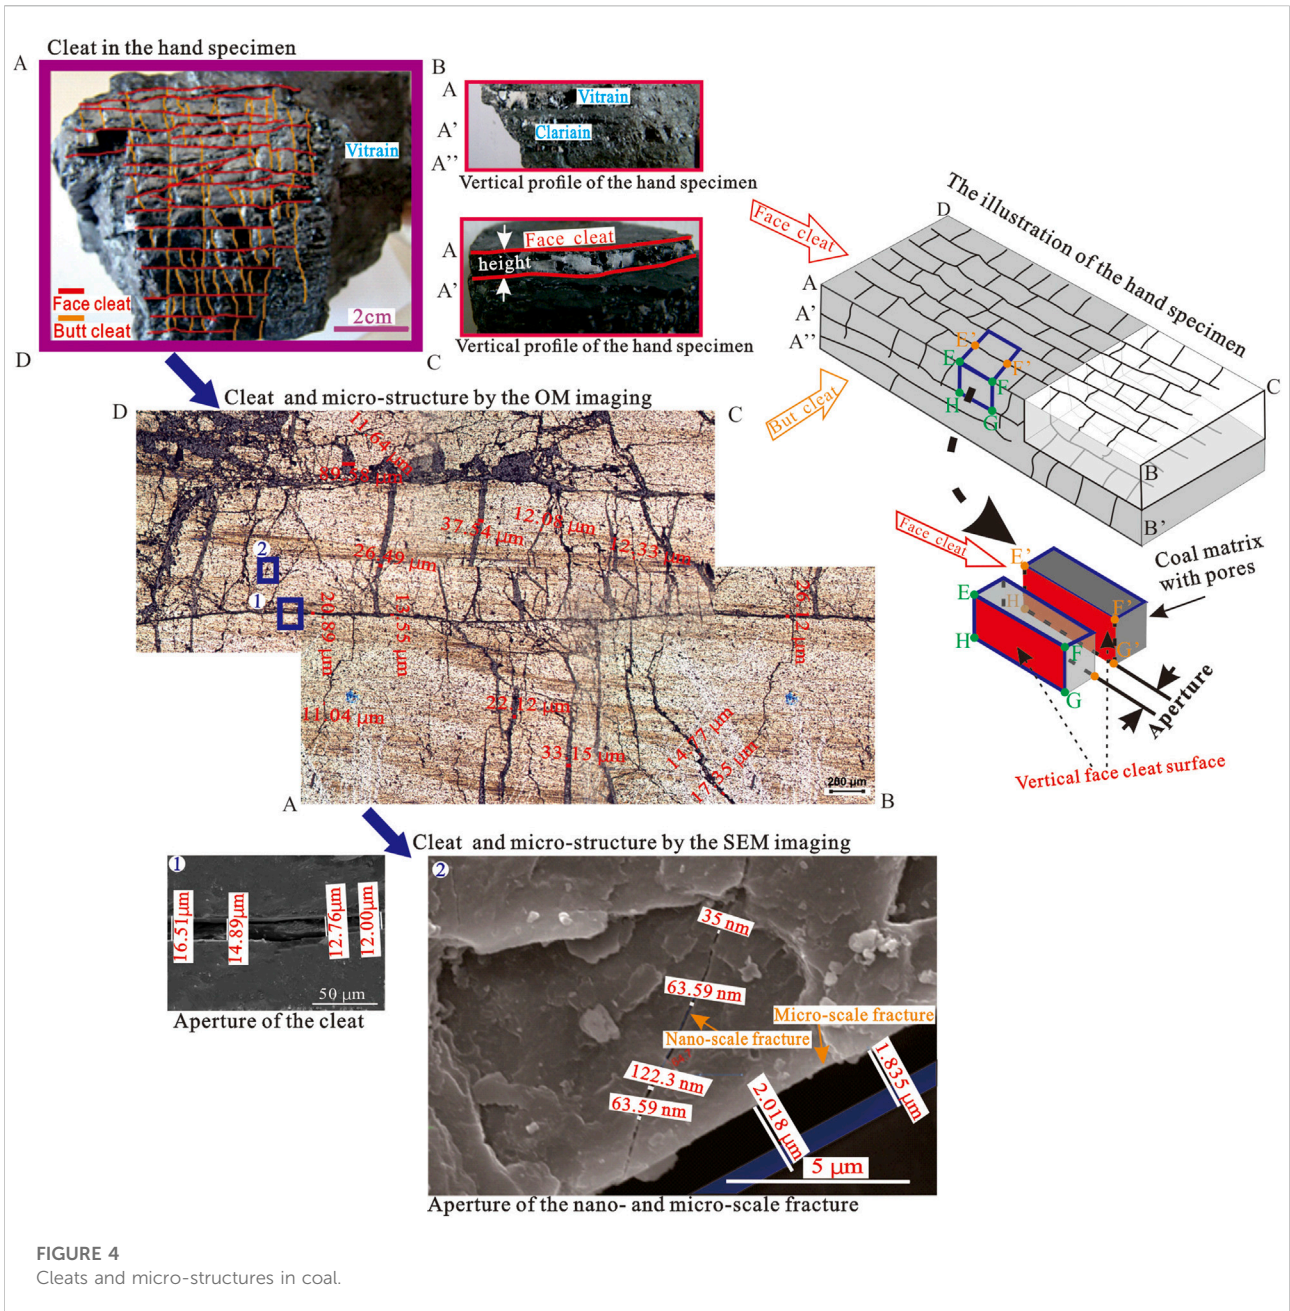 Cleat in the hand specimen
A
B
Vitrain
Face cleat
Butt cleat
2cm
D
C
A
Vitrain
A'
Clariain
A''
Vertical profile of the hand specimen
A
Face cleat
height
A'
Vertical profile of the hand specimen
The illustration of the hand specimen
Face cleat
D
A
A'
A''
E'
E
F'
F
H
G
C
B
B'
But cleat
Face cleat
E'
E
H
H
F'
F
G'
G
Coal matrix
with pores
Aperture
Vertical face cleat surface
Cleat and micro-structure by the OM imaging
D
C
11.64 μm
89.58 μm
37.54 μm
12.08 μm
26.49 μm
12.33 μm
2
1
20.89 μm
13.55 μm
26.12 μm
11.04 μm
22.12 μm
33.15 μm
14.77 μm
17.35 μm
200 μm
A
B
Cleat and micro-structure by the SEM imaging
1
16.51μm
14.89μm
12.76μm
12.00μm
50 μm
Aperture of the cleat
2
35 nm
63.59 nm
Micro-scale fracture
Nano-scale fracture
122.3 nm
63.59 nm
2.018 μm
1.835 μm
5 μm
Aperture of the nano- and micro-scale fracture
FIGURE 4
Cleats and micro-structures in coal.